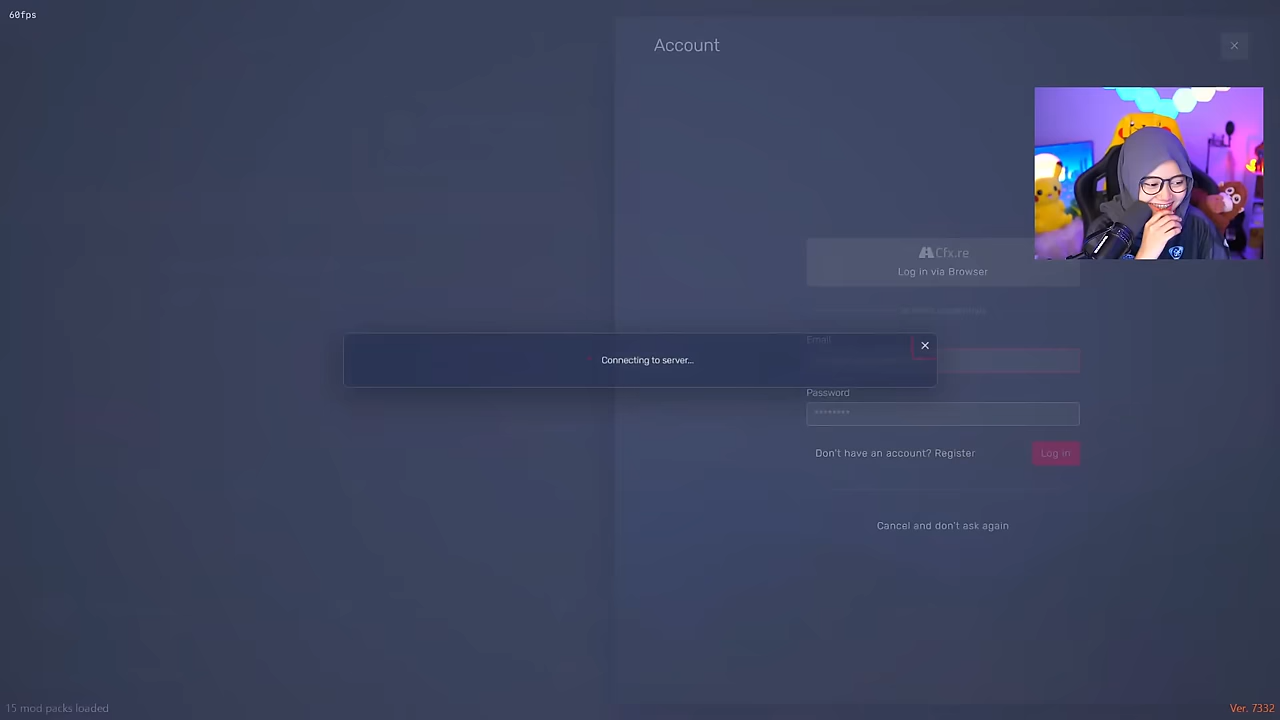 60fps
Account
Cfx.re
Log in via Browser
Email
Connecting to server...
Password
********
Don't have an account? Register
Log in
Cancel and don't ask again
15 mod packs loaded
Ver. 7332